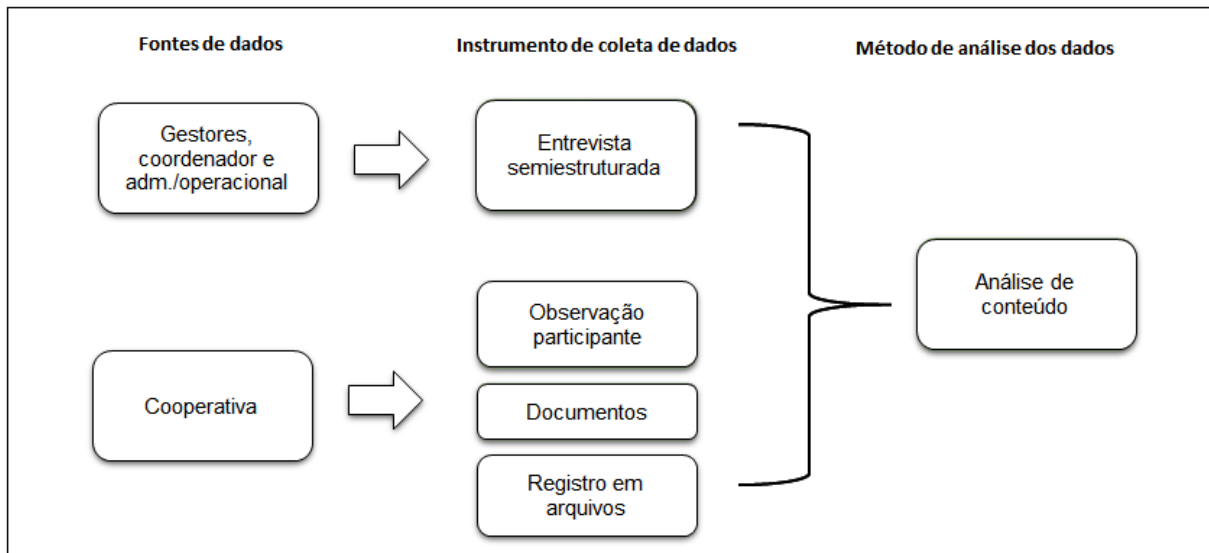 Fontes de dados
Instrumento de coleta de dados
Método de análise dos dados
Gestores,
coordenador e
adm./operacional
Entrevista
semiestruturada
Observação
participante
Cooperativa
Documentos
Registro em
arquivos
Análise de
conteúdo